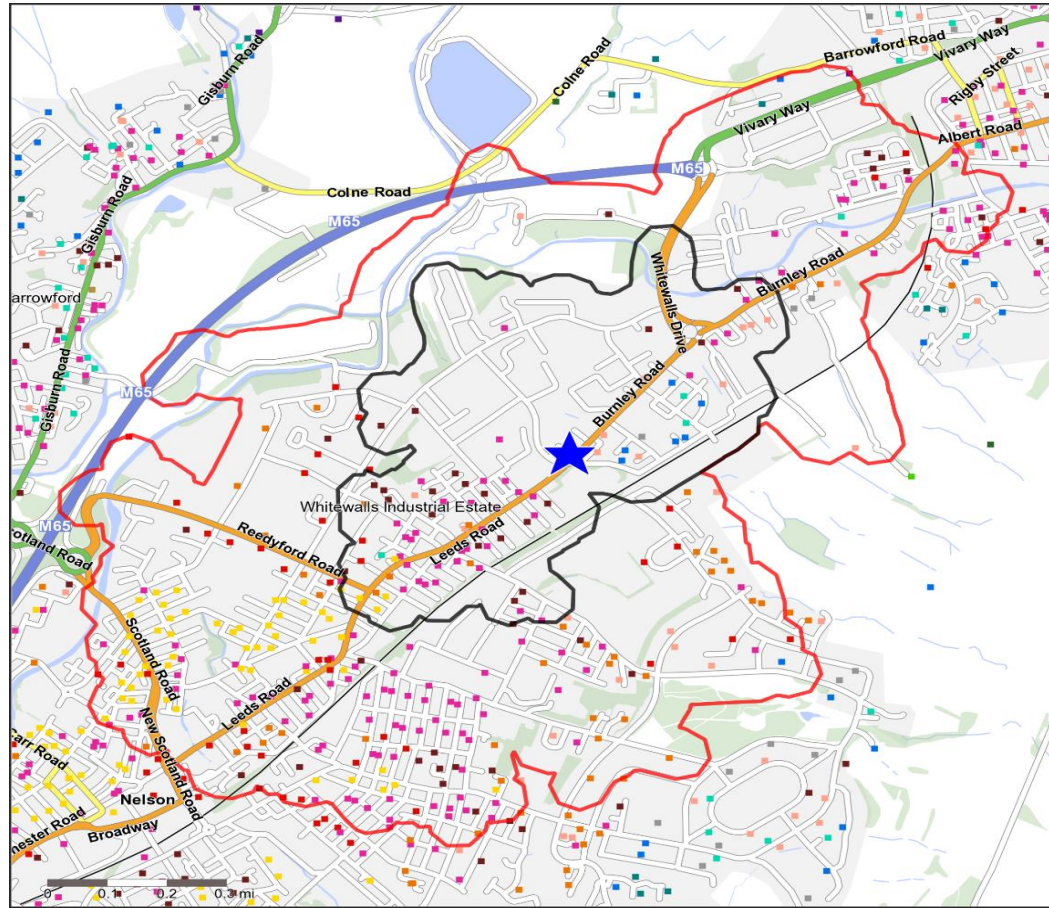 Gisburn Road
Colne Road
Barrowford Road
Vivary Way
Rigby Street
Vivary Way
Albert Road
M65
Colne Road
M65
Gisburn Road
Whitewalls Drive
Burnley Road
arrowford
Gisburn Road
M65
Burnley Road
Whitewalls Industrial Estate
M65
cotland Road
Reedyford Road
Leeds Road
Scotland Road
Leeds Road
New Scotland Road
Carr Road
Nelson
nester Road
Broadway
0 0.1 0.2 0.3 mi